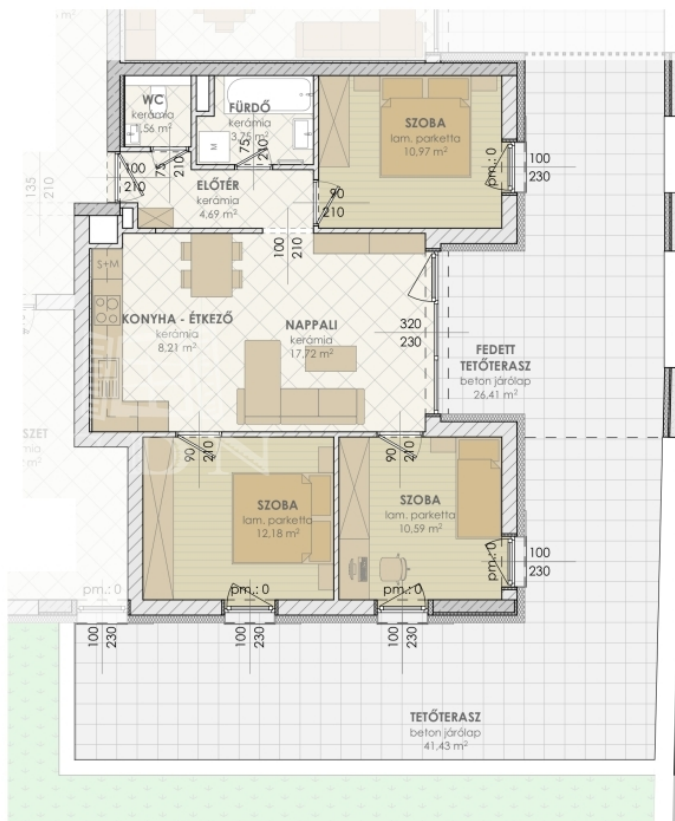 WC
kerámia
1,56 m²
FÜRDŐ
kerámia
3,75 m²
M
SZOBA
lam. parketta
10,97 m²
pm.: 0
100
230
75
210
75
210
100
210
135
210
ELŐTÉR
kerámia
4,69 m²
90
210
100
210
S+M
KONYHA - ÉTKEZŐ
kerámia
8,21 m²
NAPPALI
kerámia
17,72 m²
320
230
FEDETT
TETŐTERASZ
beton járólap
26,41 m²
SZET
mia
m²
90
210
90
210
SZOBA
lam. parketta
12,18 m²
SZOBA
lam. parketta
10,59 m²
pm.: 0
100
230
pm.: 0
pm.: 0
pm.: 0
100
230
100
230
100
230
TETŐTERASZ
beton járólap
41,43 m²